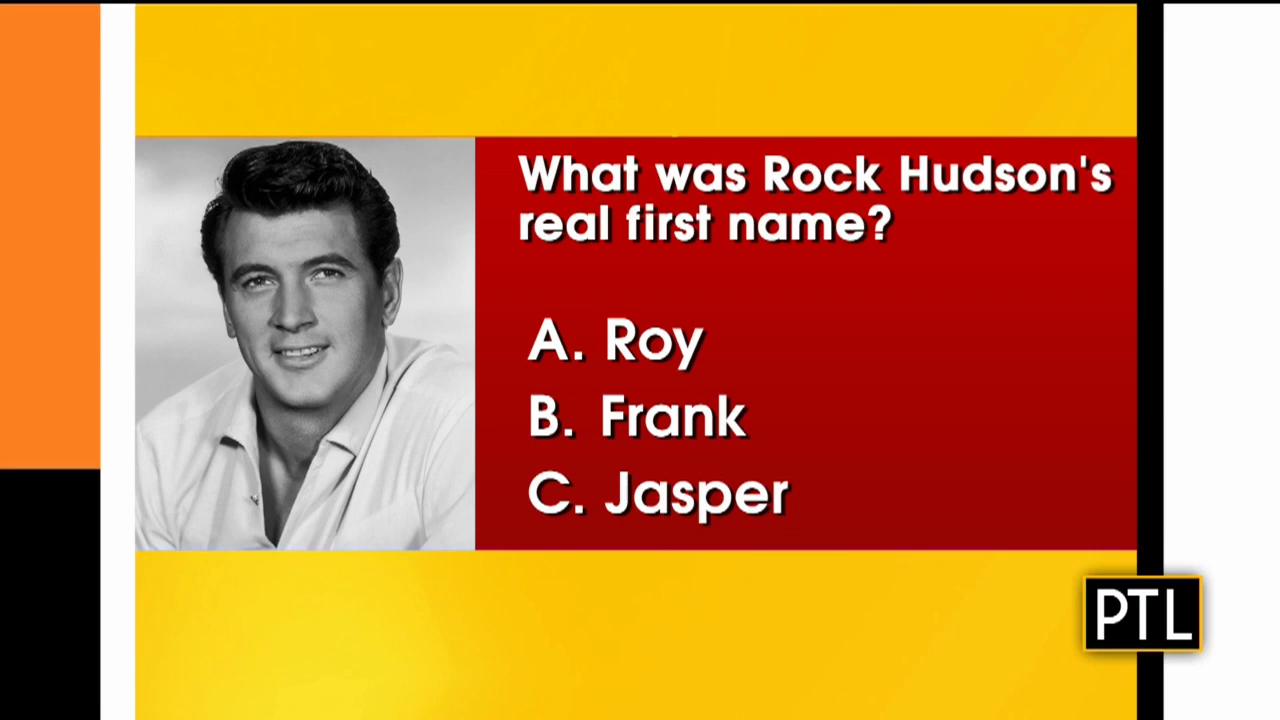 What was Rock Hudson's
real first name?
A. Roy
B. Frank
C. Jasper
PTL